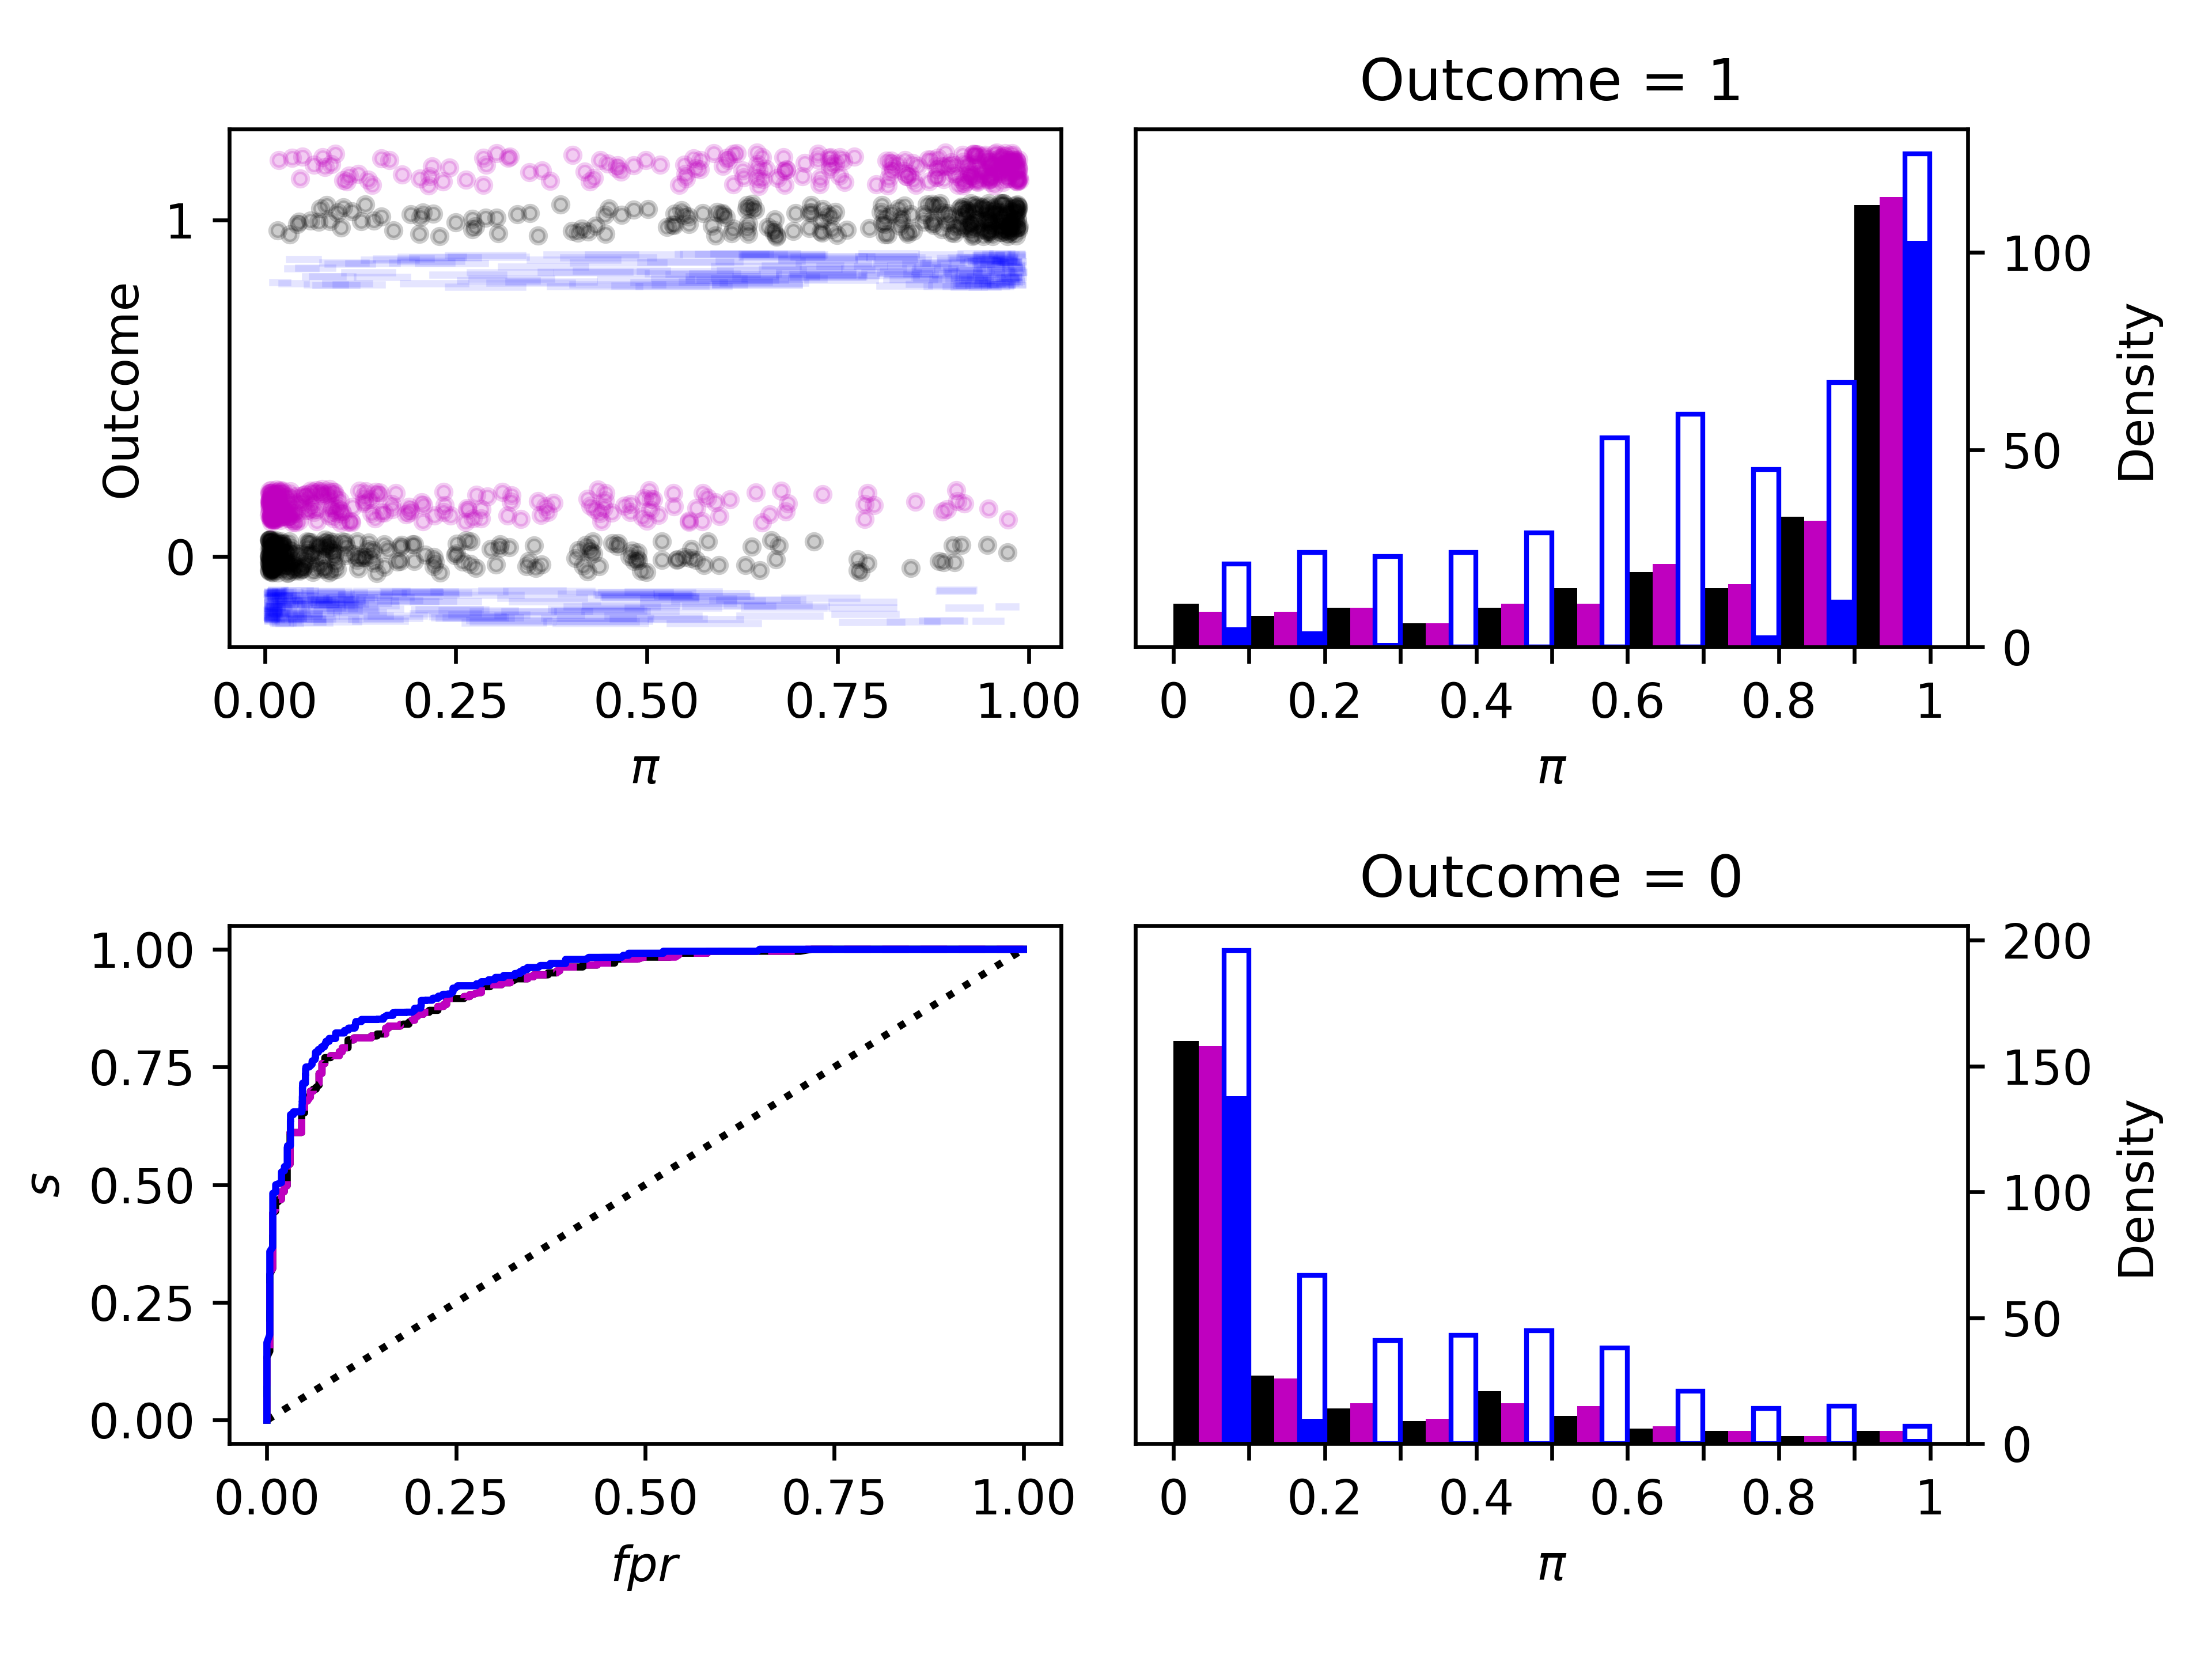 Outcome = 1
Outcome
1
0
0.00 0.25 0.50 0.75 1.00
π
100
50
0
Density
0 0.2 0.4 0.6 0.8 1
π
Outcome = 0
s
1.00
0.75
0.50
0.25
0.00
0.00 0.25 0.50 0.75 1.00
fpr
200
150
100
50
0
Density
0 0.2 0.4 0.6 0.8 1
π